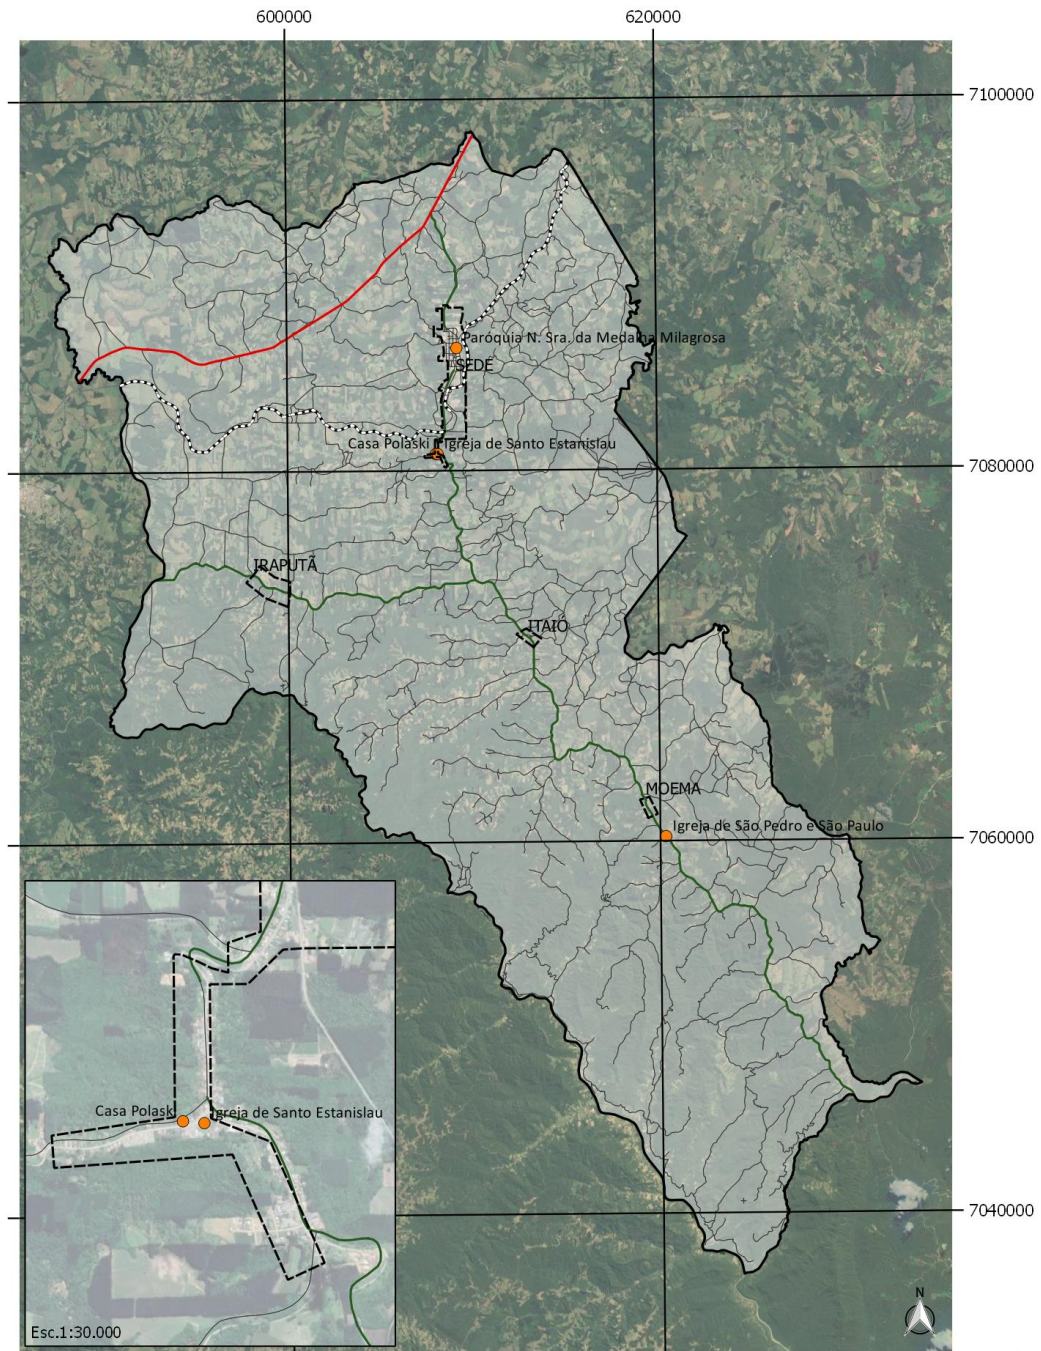 600000
620000
7100000
Paróquia N. Sra. da Medalha Milagrosa
SEDE
Casa Polaski
Igreja de Santo Estanislau
7080000
IRAPUTÃ
ITAIÓ
MOEMA
Igreja de São Pedro e São Paulo
7060000
Casa Polaski
Igreja de Santo Estanislau
7040000
N
Esc.1:30.000